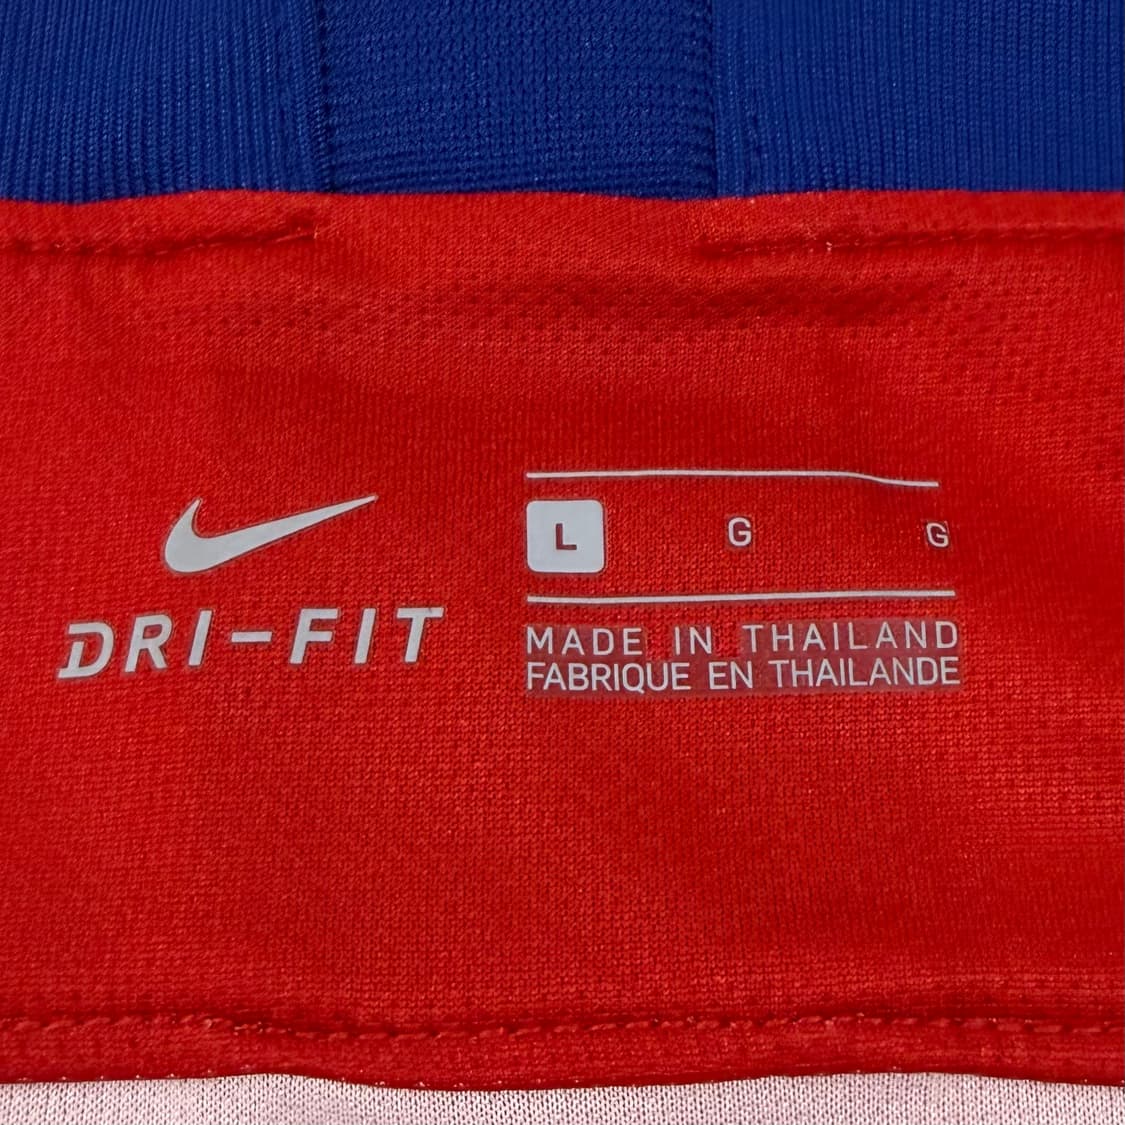 DRI-FIT
L G G
MADE IN THAILAND
FABRIQUE EN THAILANDE